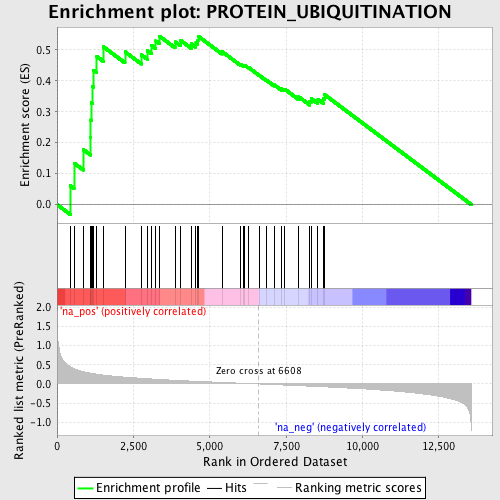 Enrichment plot: PROTEIN_UBIQUITINATION
Enrichment score (ES)
0.5
0.4
0.3
0.2
0.1
0.0
Ranked list metric (PreRanked)
2.0
1.5
1.0
0.5
0.0
-0.5
-1.0
'na_pos' (positively correlated)
Zero cross at 6608
'na_neg' (negatively correlated)
0
2,500
5,000
7,500
10,000
12,500
Rank in Ordered Dataset
Enrichment profile
Hits
Ranking metric scores